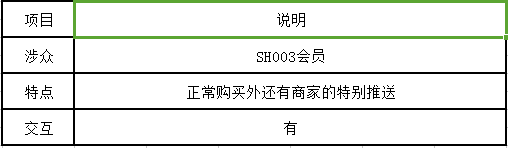 项目 说明
涉众 SH003会员
特点 正常购买外还有商家的特别推送
交互 有